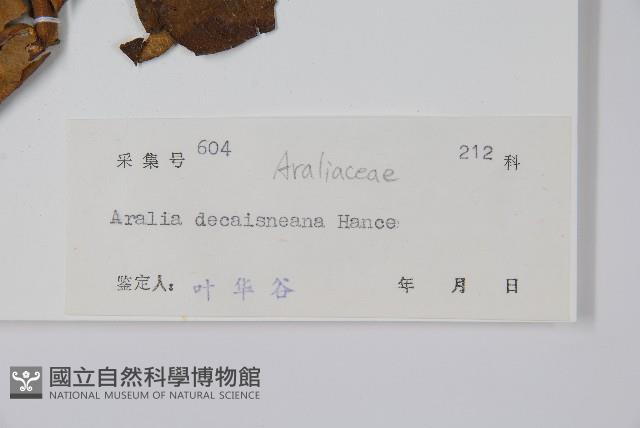 采集号 604 Araliaceae 212 科
Aralia decaisneana Hance
鉴定人: 叶华谷 年 月 日
國立自然科學博物館
NATIONAL MUSEUM OF NATURAL SCIENCE